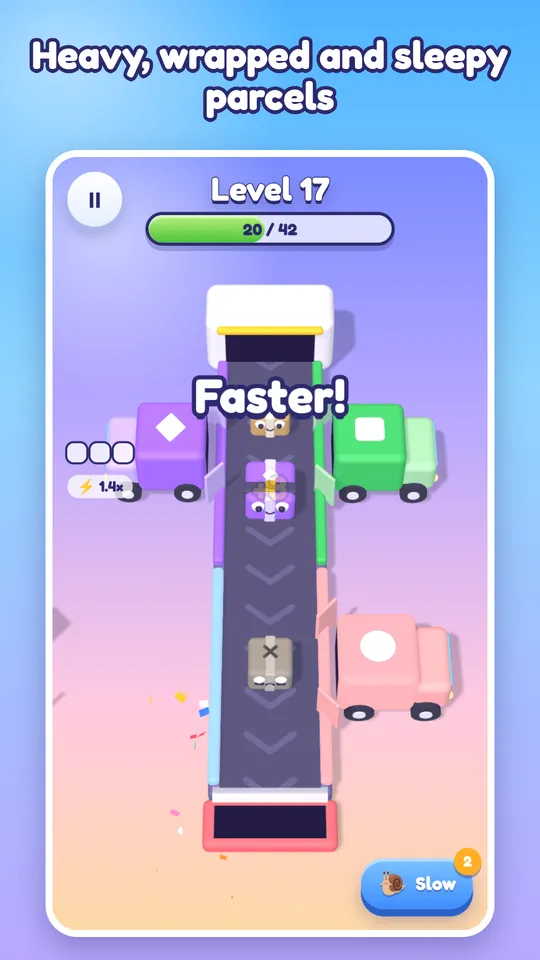 Heavy, wrapped and sleepy
parcels
Level 17
20 / 42
Faster!
1.4x
2
Slow